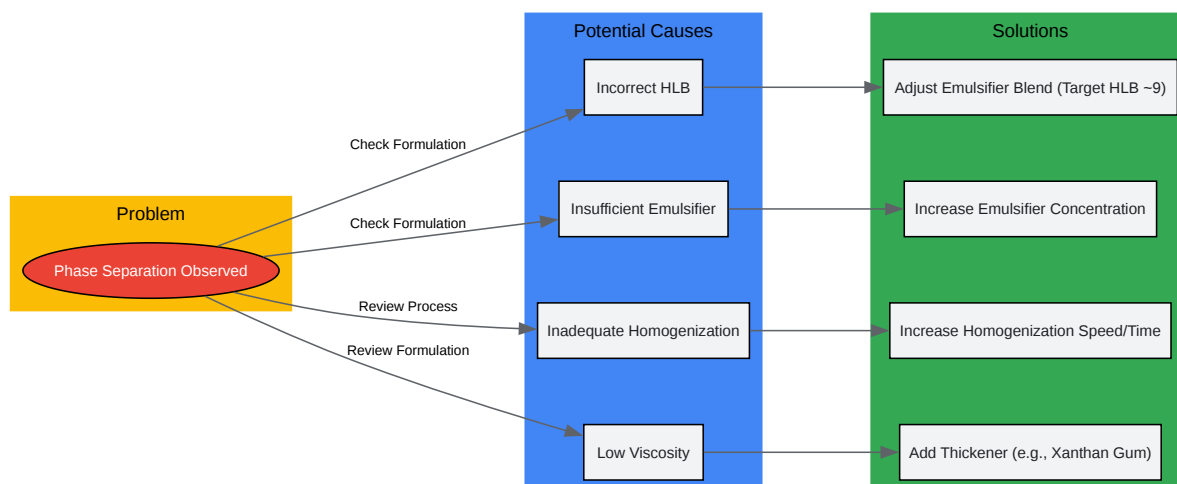 Potential Causes
Solutions
Incorrect HLB
Adjust Emulsifier Blend (Target HLB ~9)
Check Formulation
Problem
Insufficient Emulsifier
Increase Emulsifier Concentration
Check Formulation
Phase Separation Observed
Review Process
Inadequate Homogenization
Increase Homogenization Speed/Time
Review Formulation
Low Viscosity
Add Thickener (e.g., Xanthan Gum)